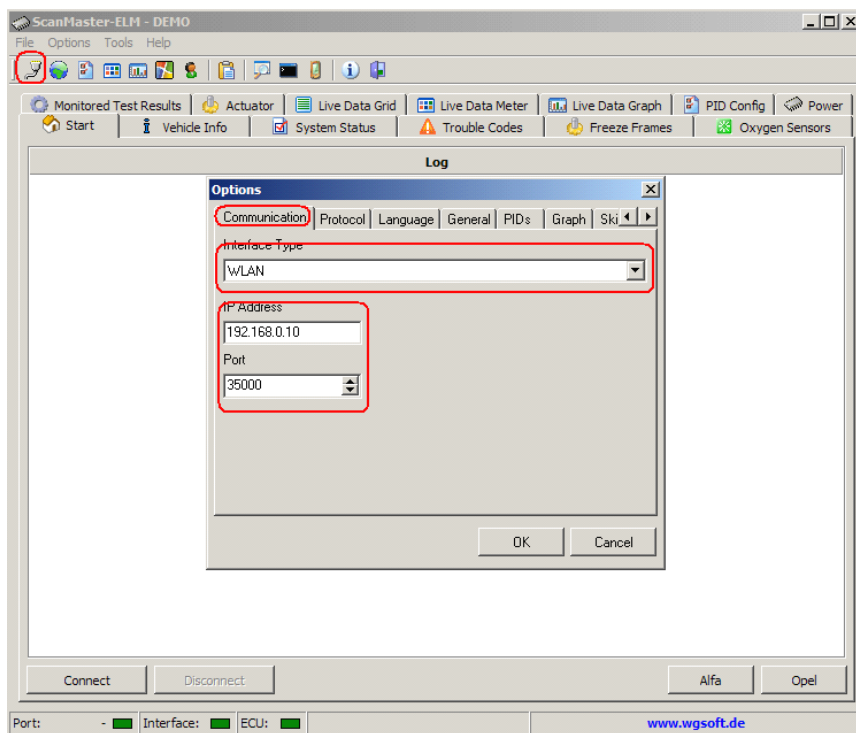 ScanMaster-ELM - DEMO
File Options Tools Help
Monitored Test Results Actuator Live Data Grid Live Data Meter Live Data Graph PID Config Power
Start Vehicle Info System Status Trouble Codes Freeze Frames Oxygen Sensors
Log
Options
Communication Protocol Language General PIDs Graph Ski
Interface Type
WLAN
IP Address
192.168.0.10
Port
35000
OK Cancel
Connect Disconnect Alfa Opel
Port: - Interface: ECU: www.wgsoft.de